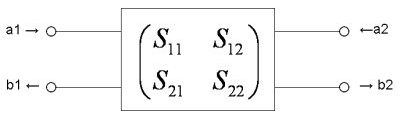 a1 → S₁₁ S₁₂ ←a2
b1 ← S₂₁ S₂₂ → b2